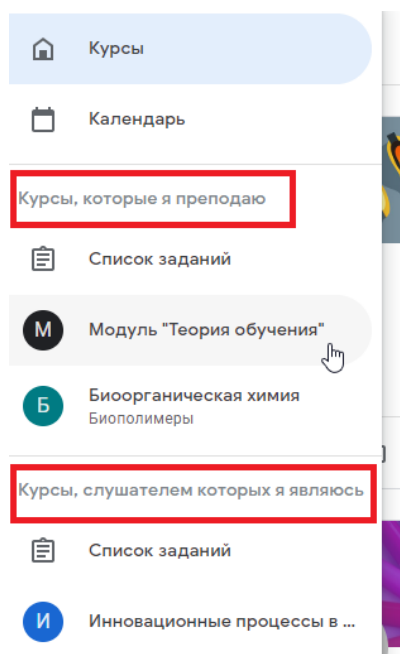 Курсы
Календарь
Курсы, которые я преподаю
Список заданий
М
Модуль "Теория обучения"
Б
Биоорганическая химия
Биополимеры
Курсы, слушателем которых я являюсь
Список заданий
И
Инновационные процессы в ...